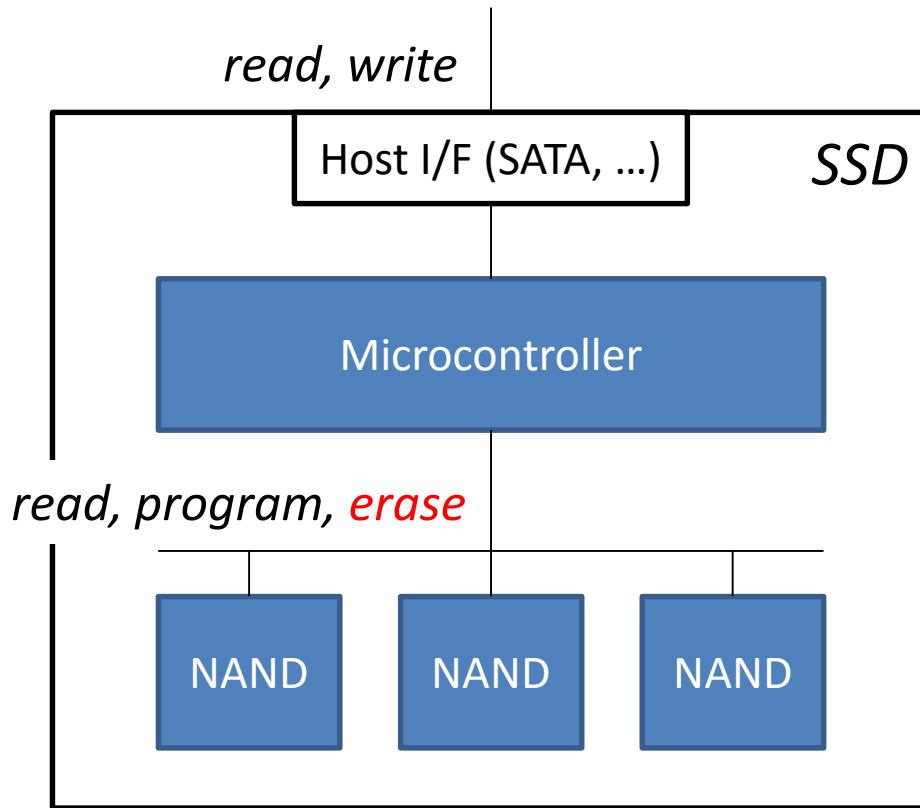 read, write
Host I/F (SATA, …)
SSD
Microcontroller
read, program, erase
NAND
NAND
NAND